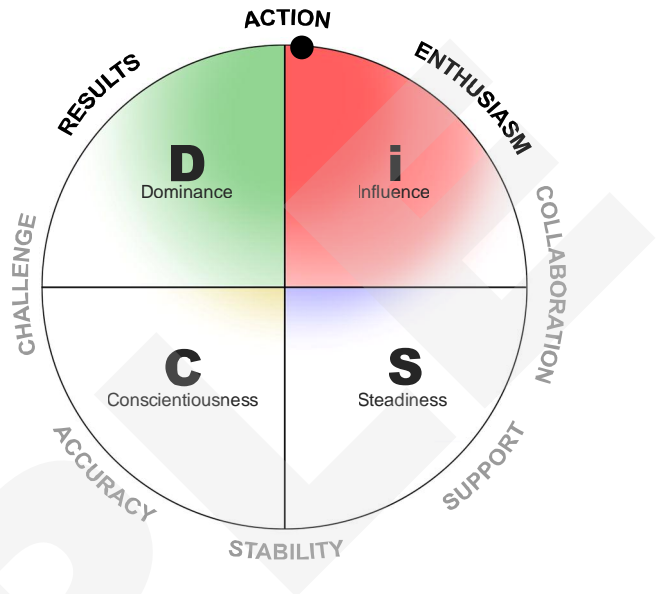 ACTION
RESULTS
ENTHUSIASM
D
Dominance
i
Influence
CHALLENGE
COLLABORATION
C
Conscientiousness
S
Steadiness
ACCURACY
SUPPORT
STABILITY